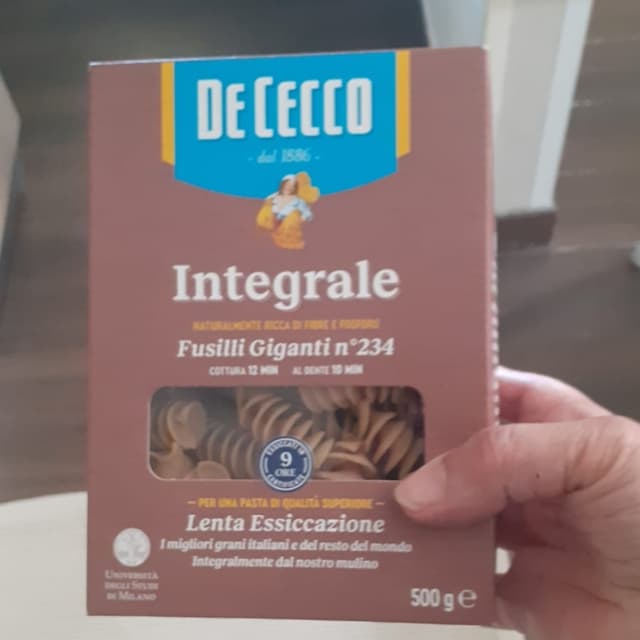 DE CECCO
- dal 1886 -
Integrale
NATURALMENTE RICCA DI FIBRE E FOSFORO
Fusilli Giganti n°234
COTTURA 12 MIN AL DENTE 10 MIN
9
ORE
— PER UNA PASTA DI QUALITÀ SUPERIORE —
Lenta Essiccazione
I migliori grani italiani e del resto del mondo
Integralmente dal nostro mulino
UNIVERSITÀ
DEGLI STUDI
DI MILANO
500 g e